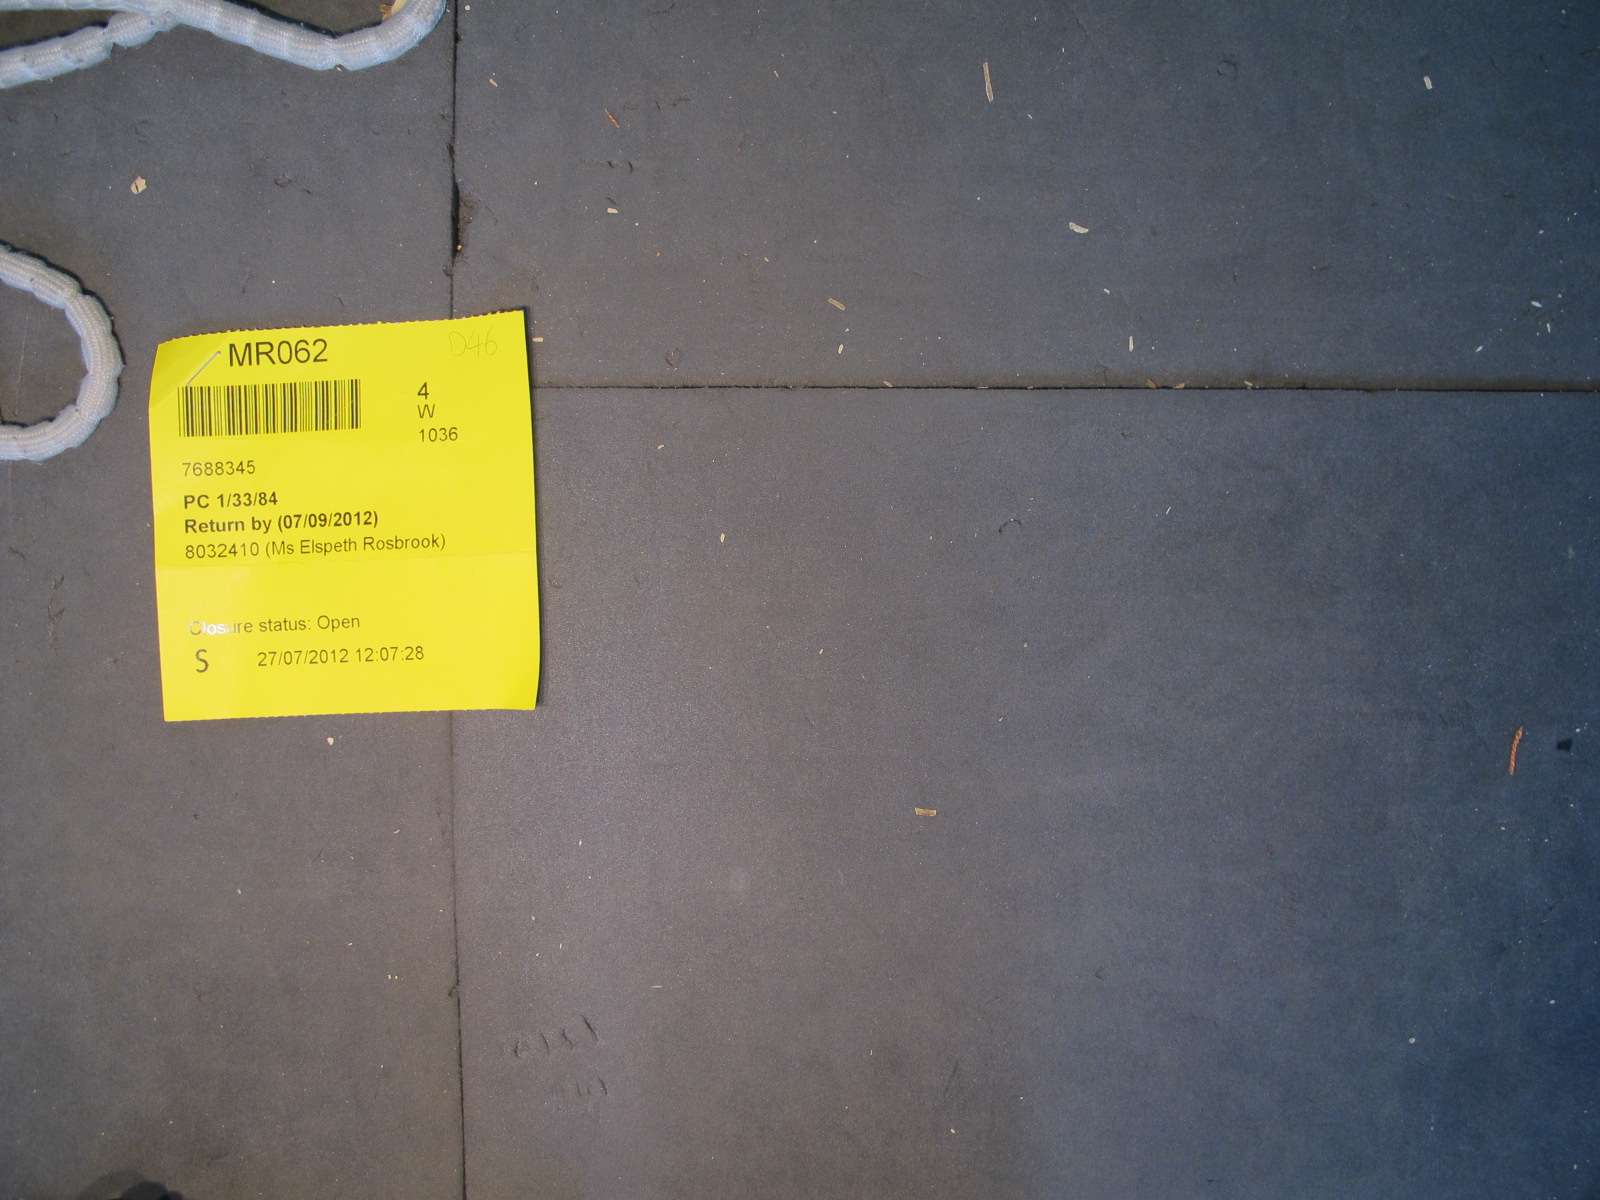 MR062 D46
4
W
1036
7688345
PC 1/33/84
Return by (07/09/2012)
8032410 (Ms Elspeth Rosbrook)
Closure status: Open
S 27/07/2012 12:07:28